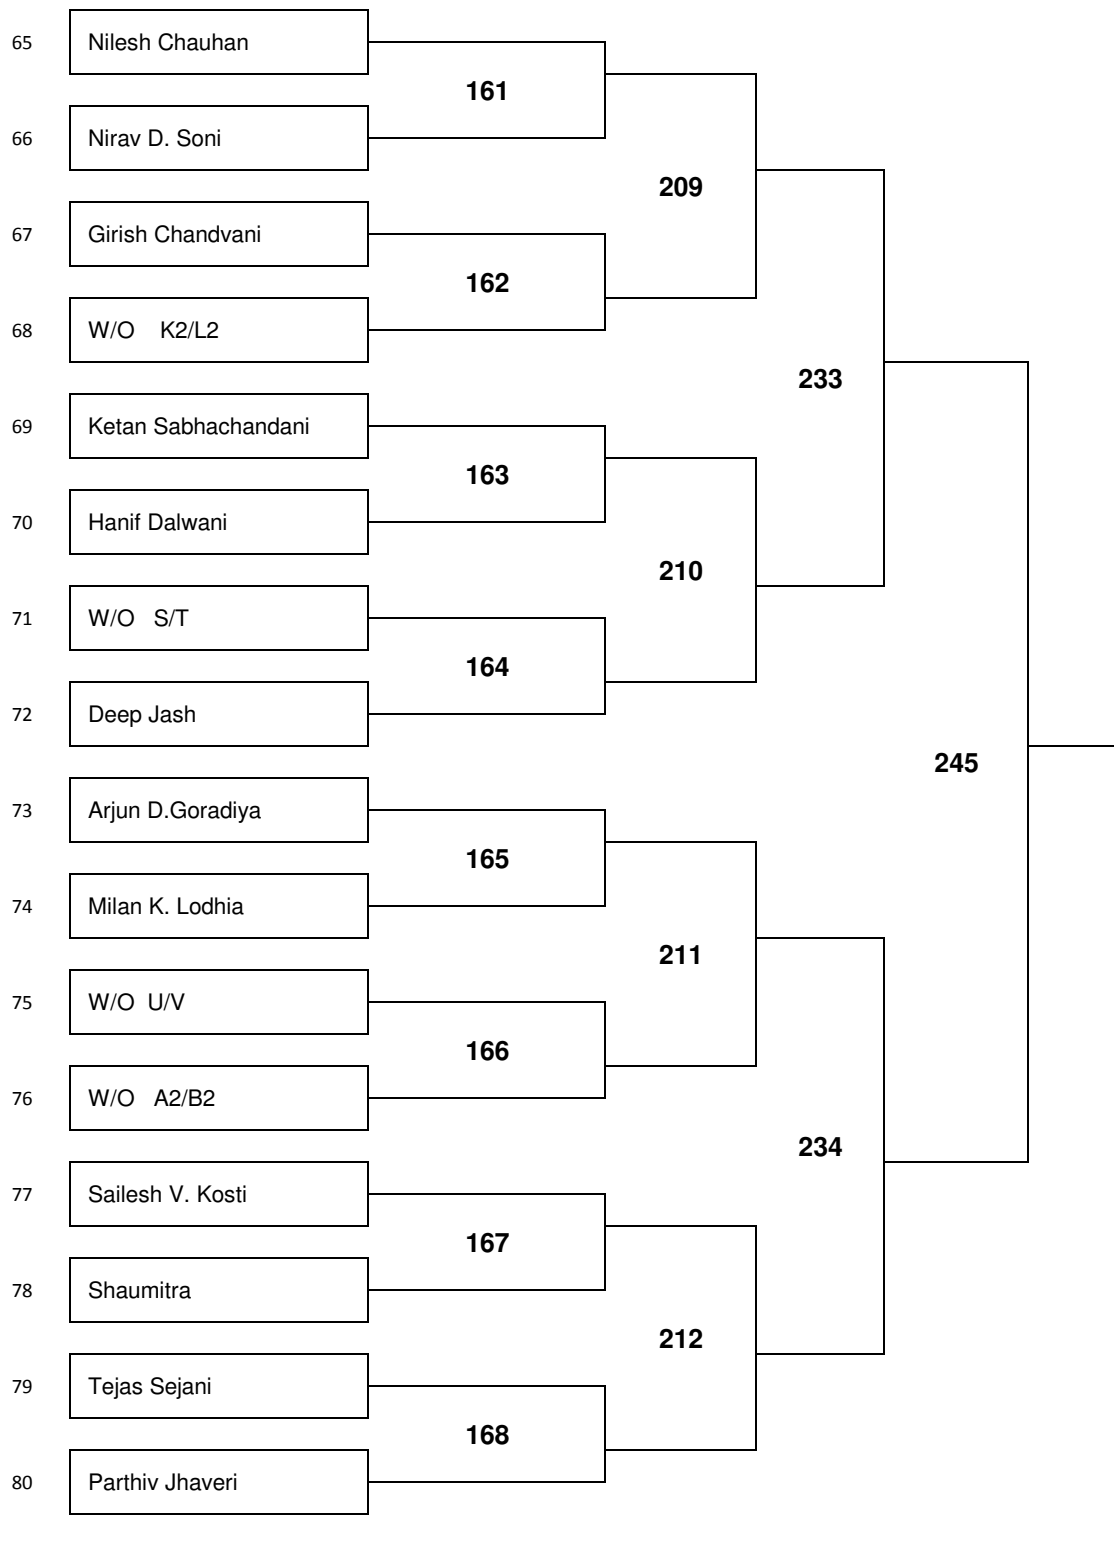 65 Nilesh Chauhan
161
66 Nirav D. Soni
209
67 Girish Chandvani
162
68 W/O K2/L2
233
69 Ketan Sabhachandani
163
70 Hanif Dalwani
210
71 W/O S/T
164
72 Deep Jash
245
73 Arjun D.Goradiya
165
74 Milan K. Lodhia
211
75 W/O U/V
166
76 W/O A2/B2
234
77 Sailesh V. Kosti
167
78 Shaumitra
212
79 Tejas Sejani
168
80 Parthiv Jhaveri